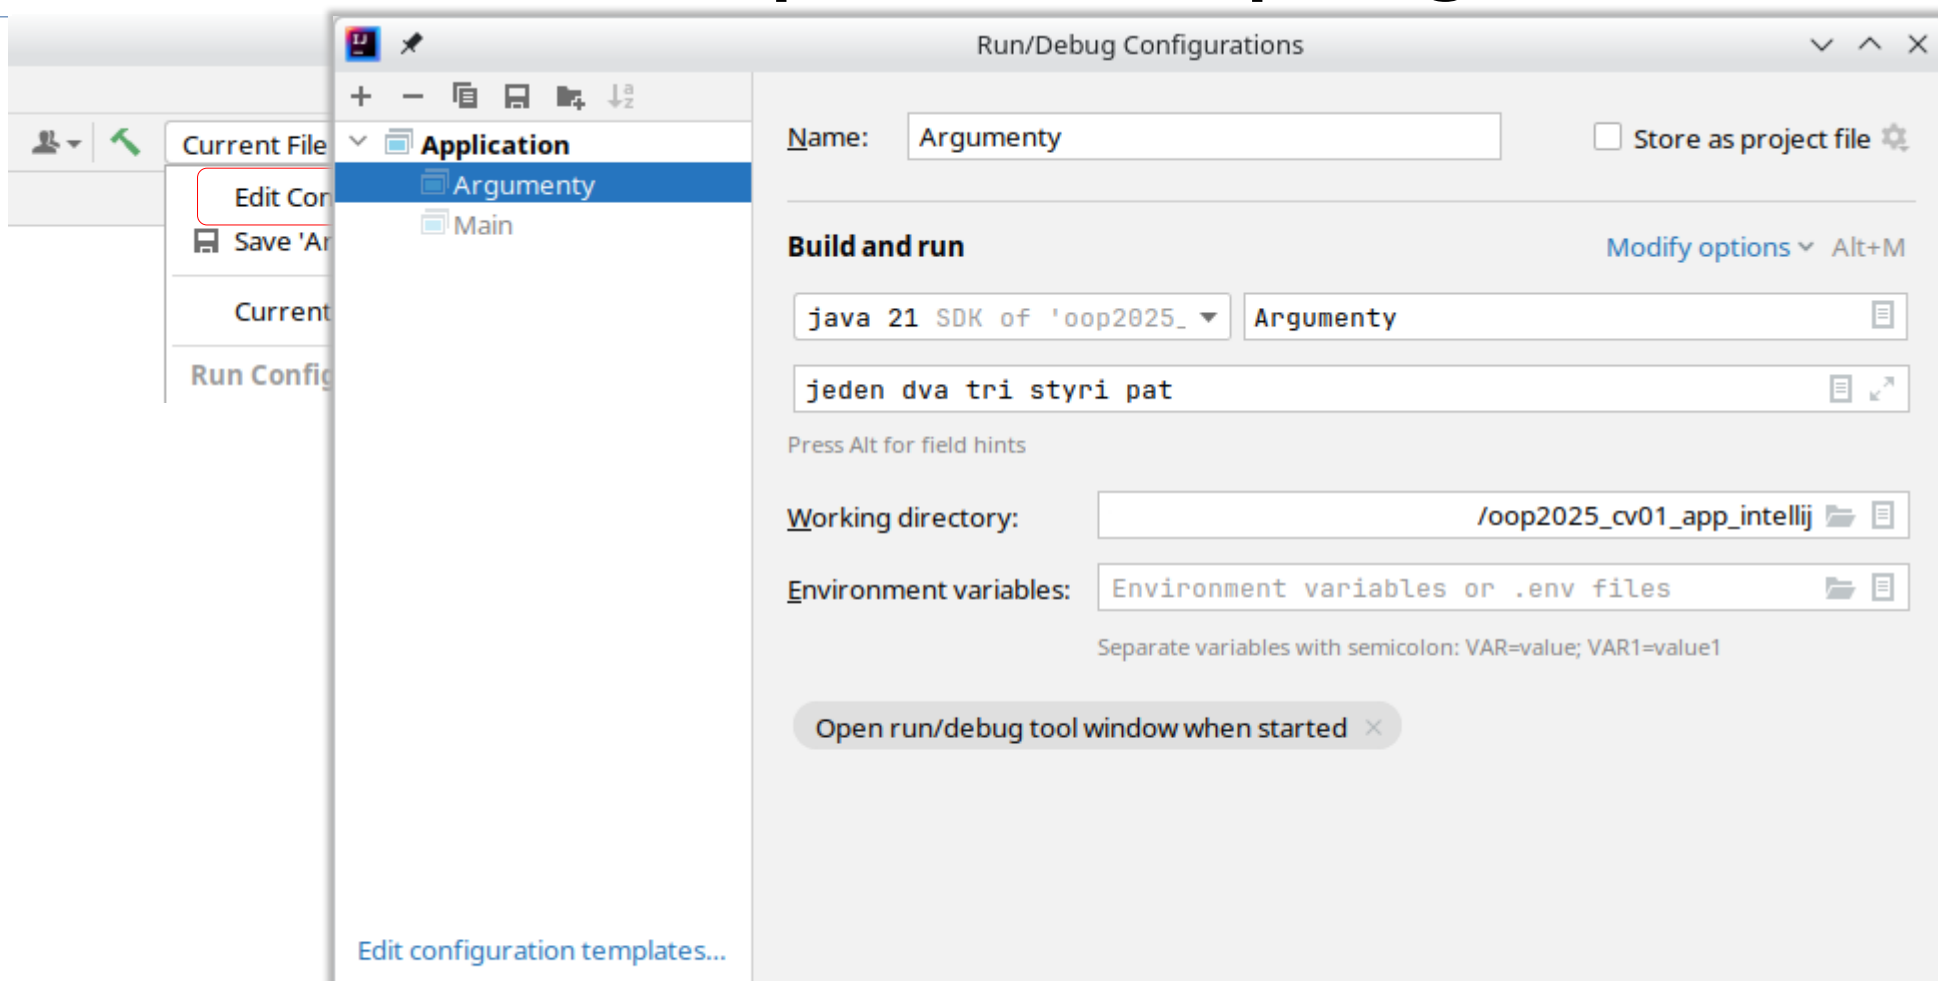 Run/Debug Configurations
Current File
Edit Con
Save 'Ar
Current
Run Config
Application
Argumenty
Main
Edit configuration templates...
Name: Argumenty
Store as project file
Build and run
Modify options Alt+M
java 21 SDK of 'oop2025_ Argumenty
jeden dva tri styri pat
Press Alt for field hints
Working directory: /oop2025_cv01_app_intellij
Environment variables: Environment variables or .env files
Separate variables with semicolon: VAR=value; VAR1=value1
Open run/debug tool window when started